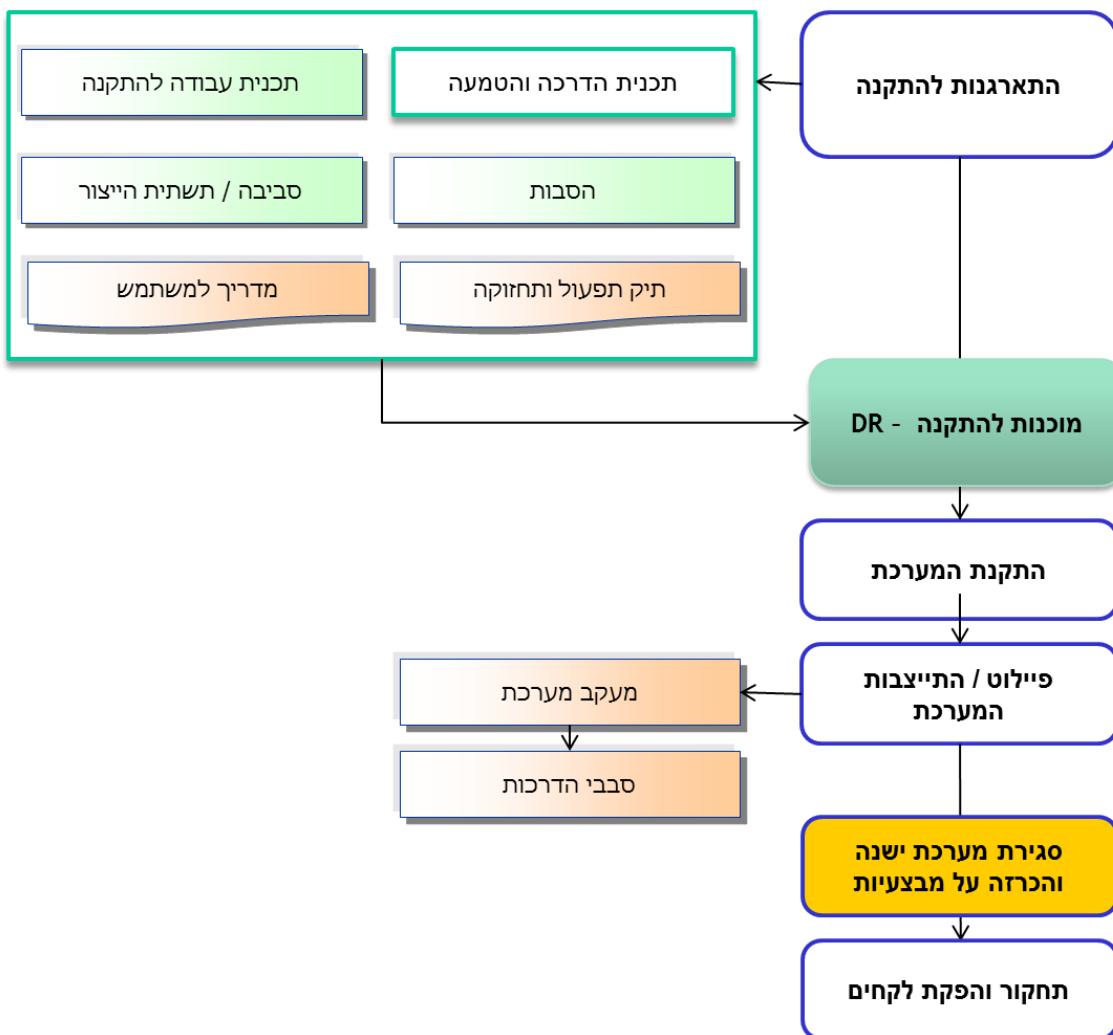 התארגנות להתקנה
תכנית הדרכה והטמעה
תכנית עבודה להתקנה
הסבות
סביבה / תשתית הייצור
תיק תפעול ותחזוקה
מדריך למשתמש
מוכנות להתקנה - DR
התקנת המערכת
פיילוט / התייצבות
המערכת
מעקב מערכת
סבבי הדרכות
סגירת מערכת ישנה
והכרזה על מבצעיות
תחקור והפקת לקחים